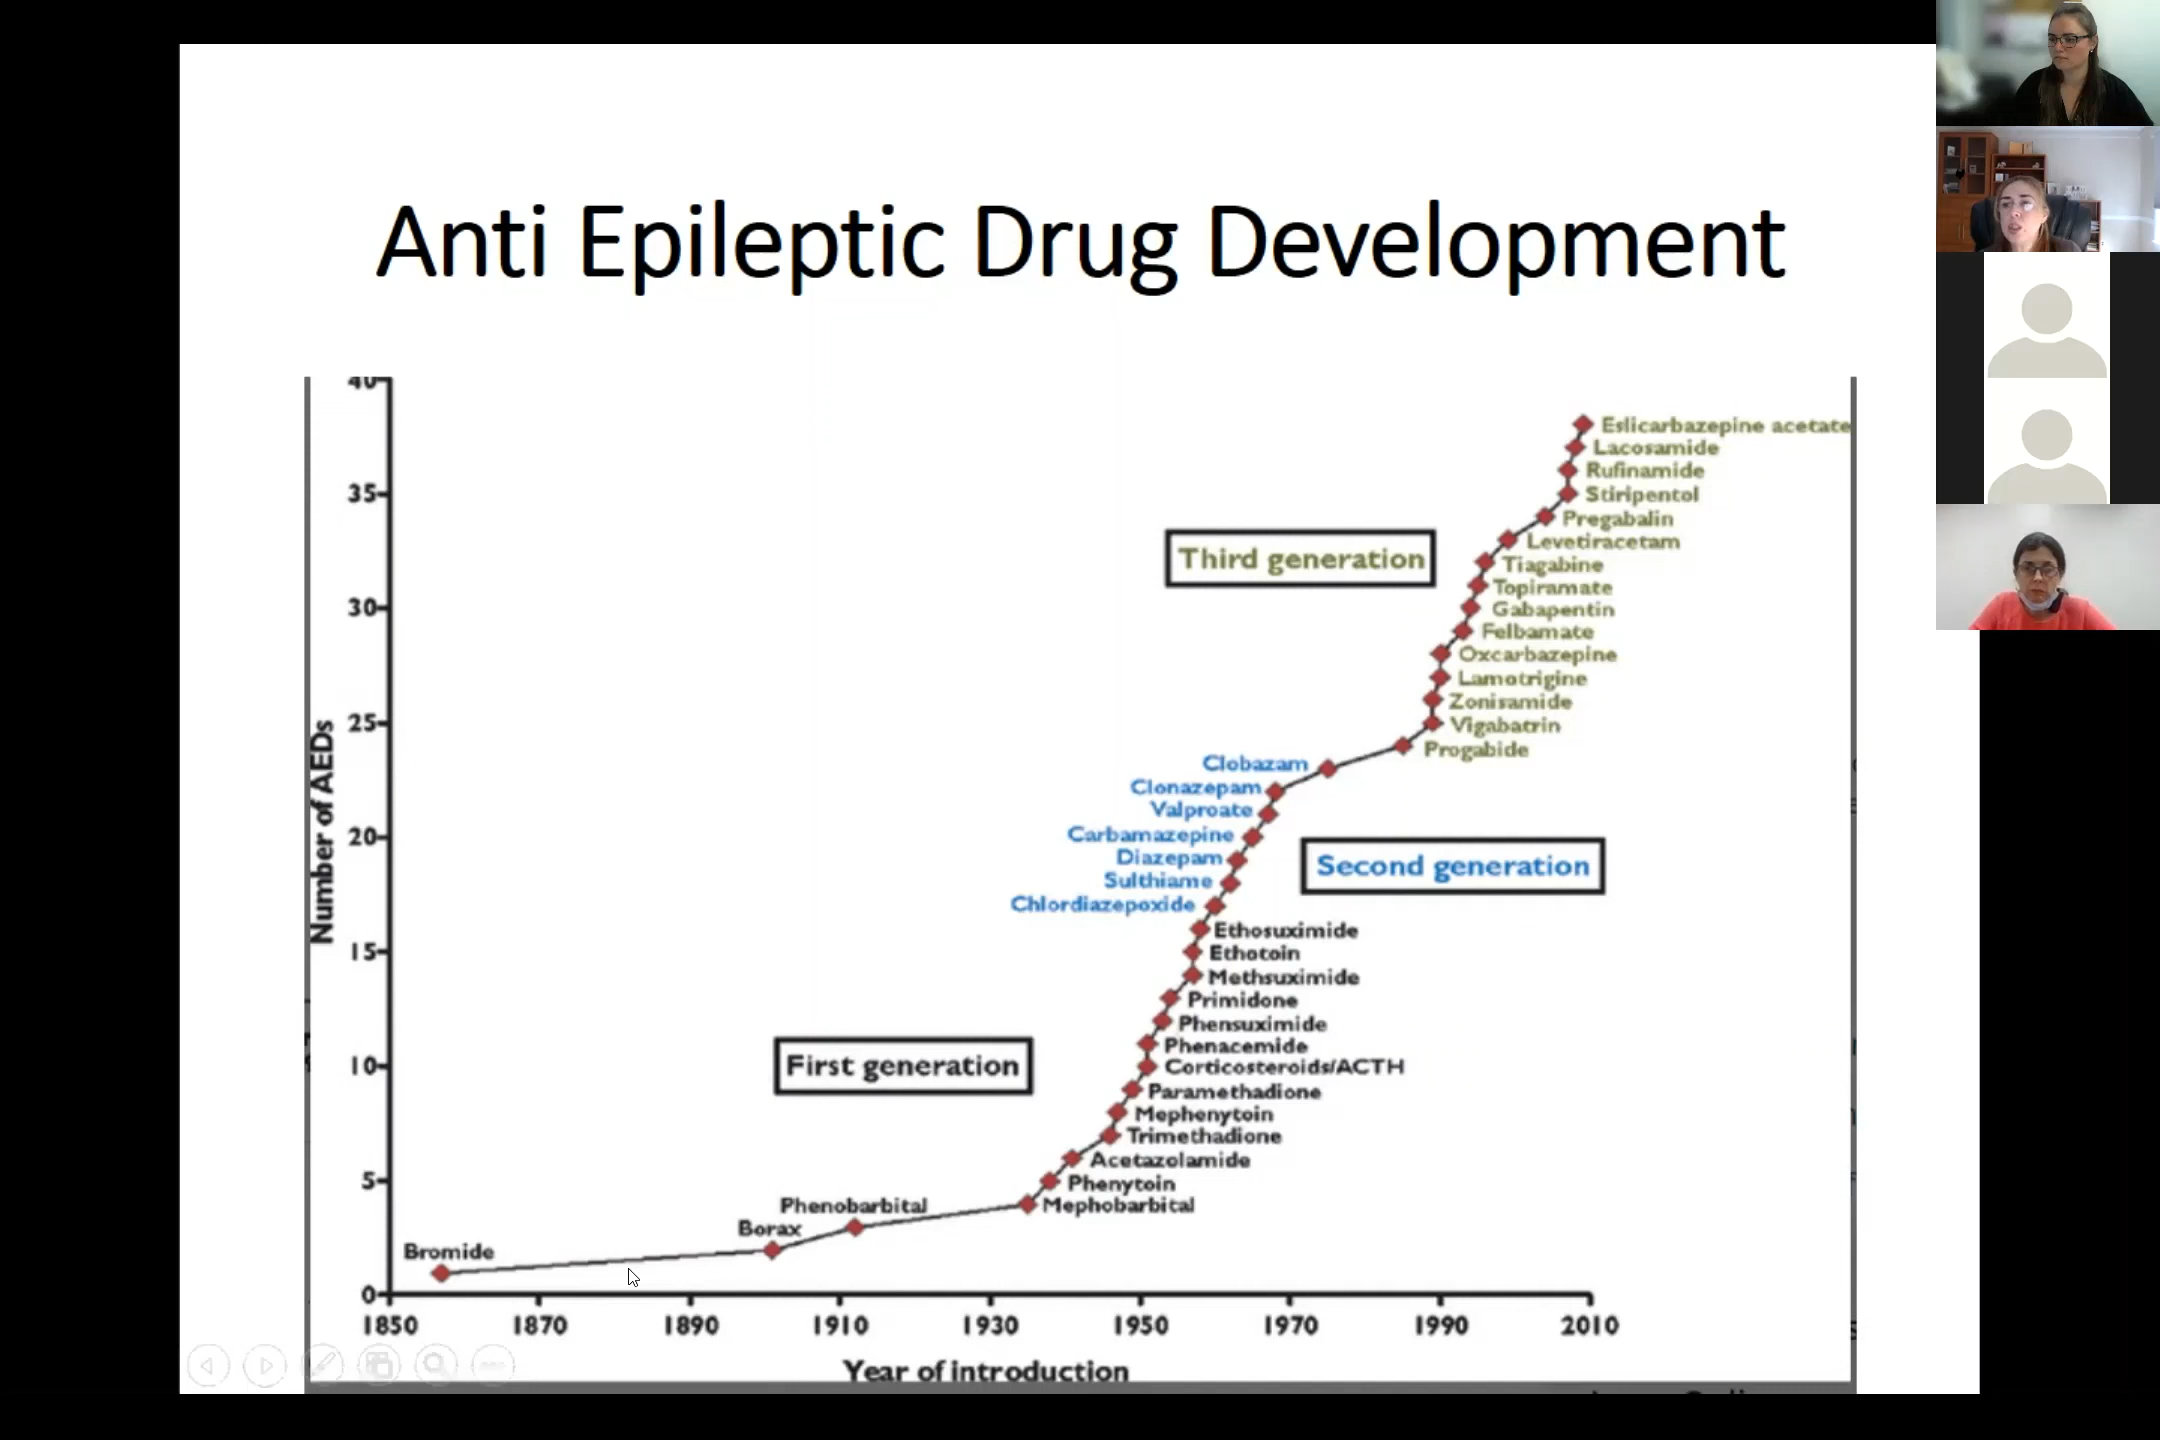 Anti Epileptic Drug Development
40
Eslicarbazepine acetate
Lacosamide
Rufinamide
35
Stiripentol
Pregabalin
Levetiracetam
Third generation
Tiagabine
Topiramate
30
Gabapentin
Felbamate
Oxcarbazepine
Lamotrigine
Zonisamide
25
Vigabatrin
Progabide
Clobazam
Clonazepam
Valproate
20
Carbamazepine
Diazepam
Second generation
Sulthiame
Chlordiazepoxide
Ethosuximide
15
Ethotoin
Methsuximide
Primidone
Phensuximide
Phenacemide
10
First generation
Corticosteroids/ACTH
Paramethadione
Mephenytoin
Trimethadione
Acetazolamide
5
Phenytoin
Phenobarbital
Mephobarbital
Borax
Bromide
0
Number of AEDs
1850 1870 1890 1910 1930 1950 1970 1990 2010
Year of introduction